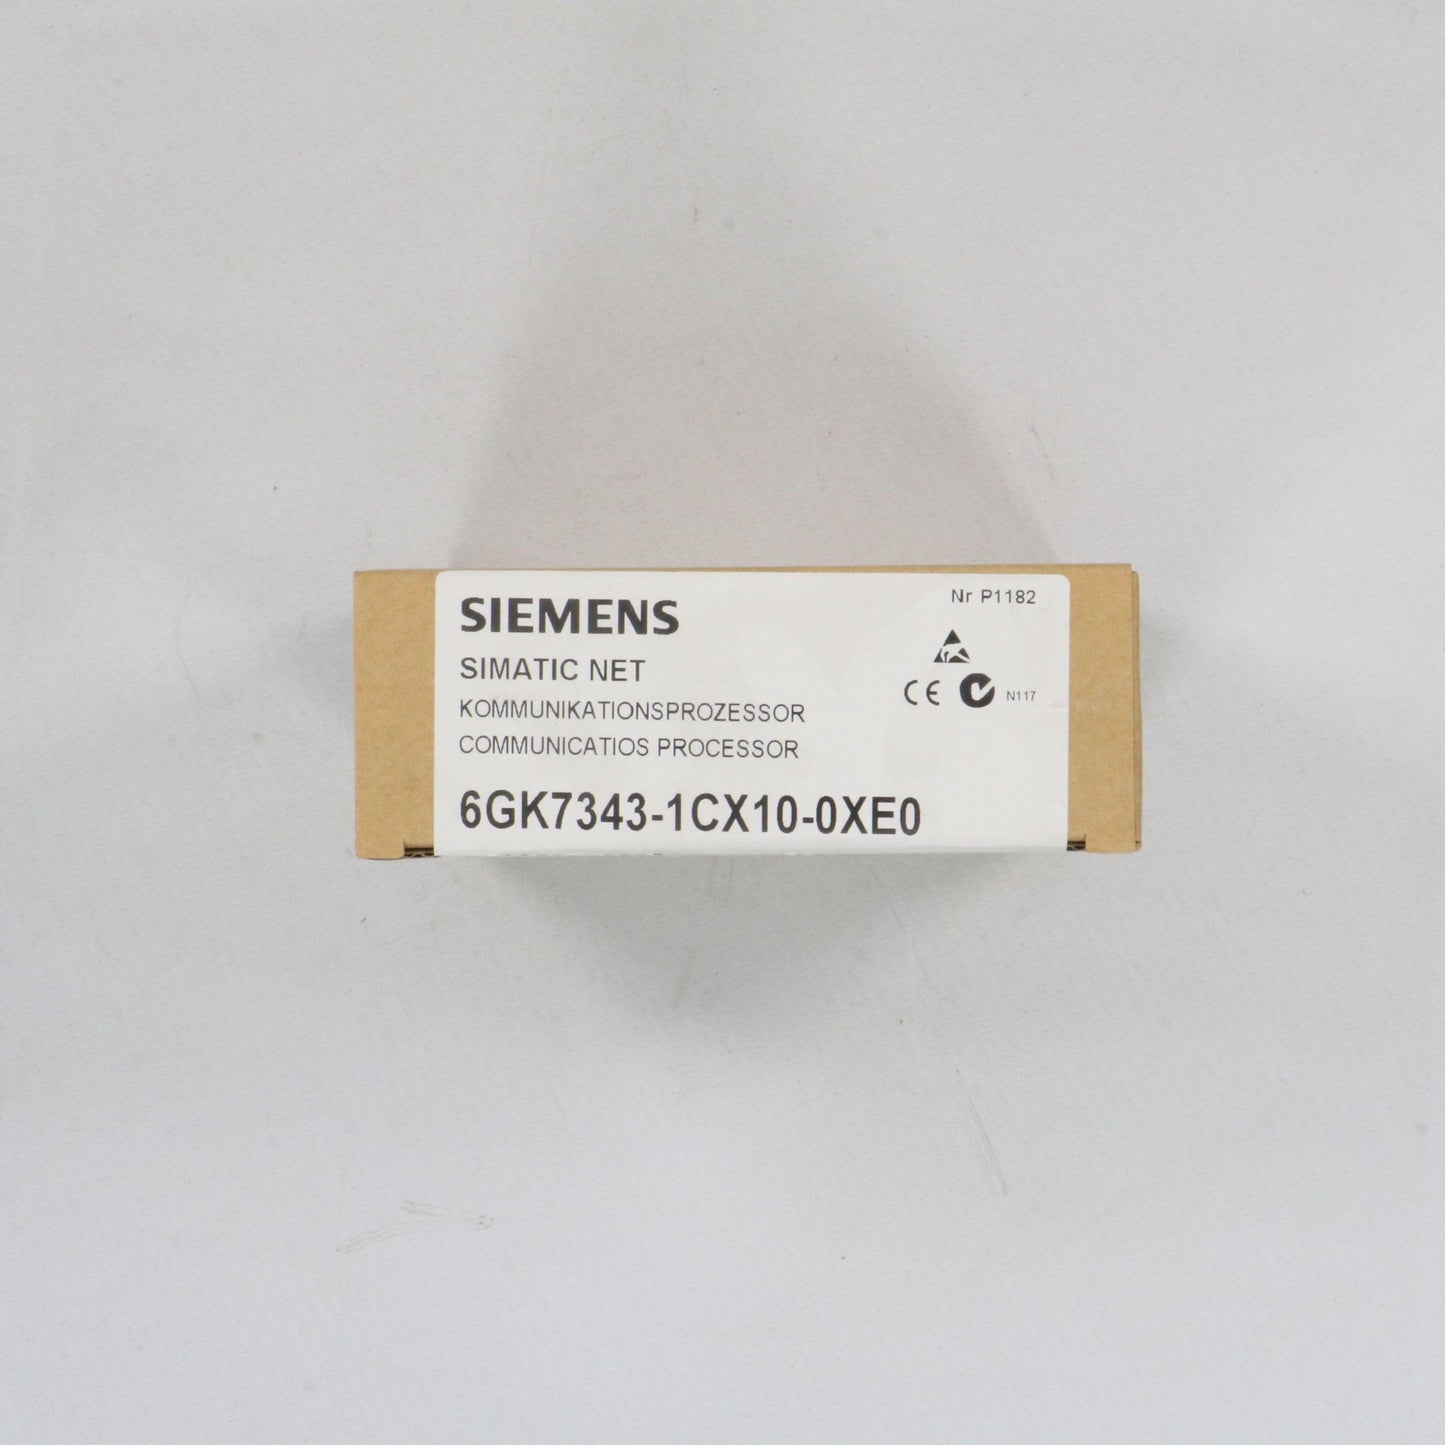 SIEMENS
Nr P1182
SIMATIC NET
KOMMUNIKATIONSPROZESSOR
CE
N117
COMMUNICATIOS PROCESSOR
6GK7343-1CX10-0XE0